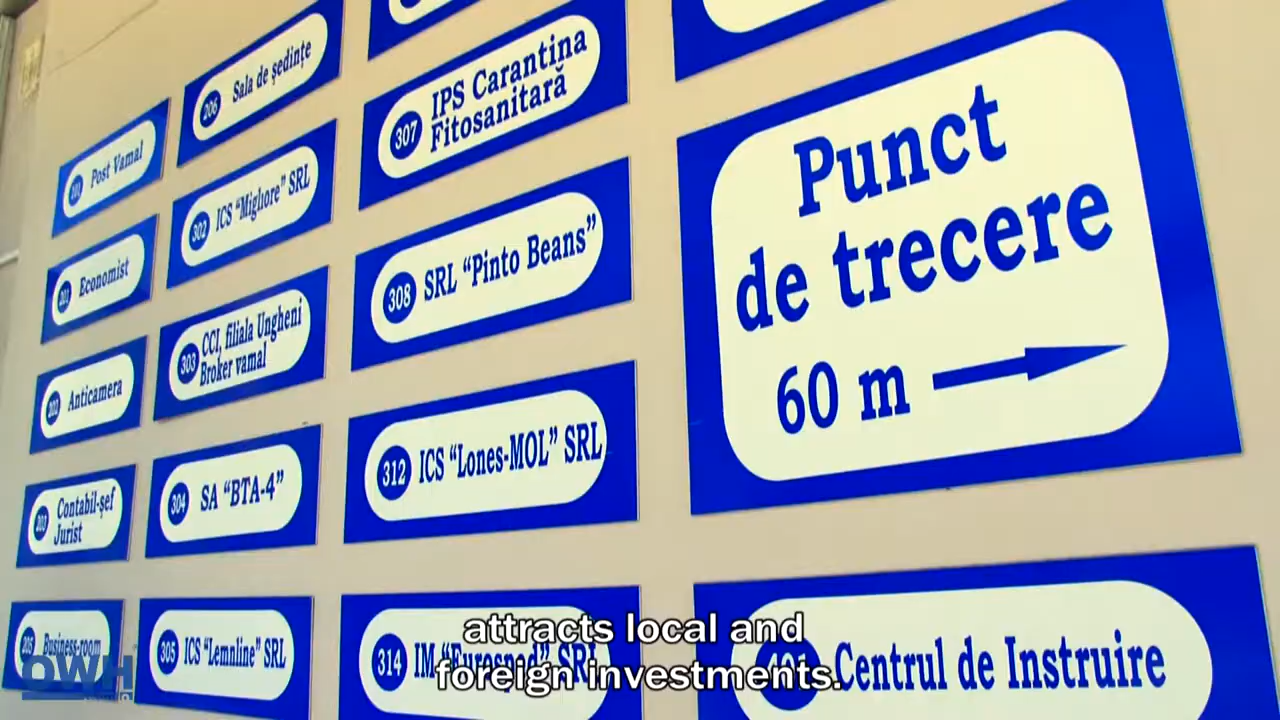 Post Vamal
Economist
Anticamera
203 Contabil-șef
Jurist
205 Business-room
206 Sala de ședințe
302 ICS “Migliore” SRL
303 CCI, filiala Ungheni
Broker vamal
304 SA “BTA-4”
305 ICS “Lemnline” SRL
307 IPS Carantina
Fitosanitară
308 SRL “Pinto Beans”
312 ICS “Lones-MOL” SRL
314 IM SRL
Punct
de trecere
60 m
Centrul de Instruire
attracts local and
foreign investments.
OWH